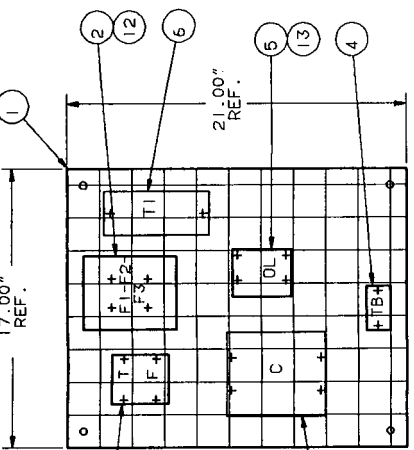 1
2
12
6
17.00"
REF.
21.00"
REF.
5
13
4
T1
F1-F2
F3
T
F
OL
C
TB